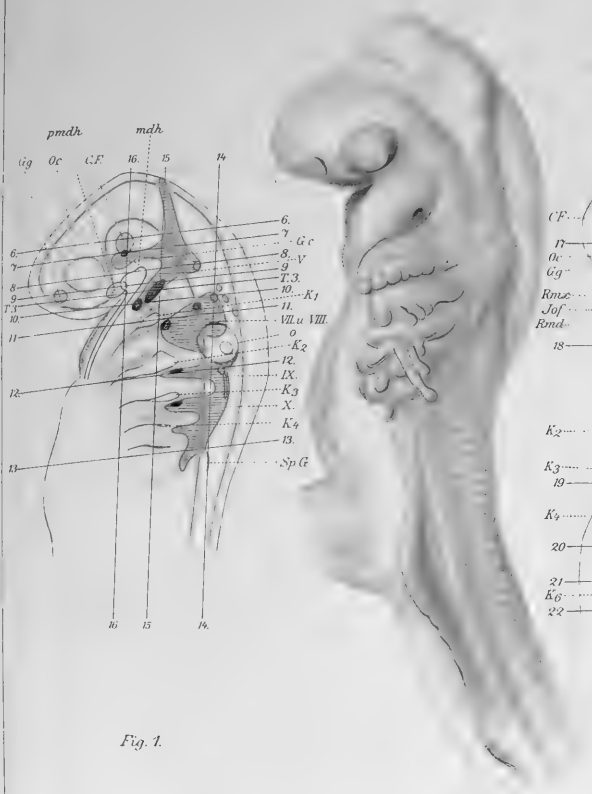 pmdh mdh
Gg Oc C.F. 16. 15 14
6.
7
G c
8.
V
9
T.3.
10.
K1
11.
VII.u VIII.
O
K2
12.
IX.
K3
X.
K4
13.
Sp G
6.
7
8
9
T.3
10.
11
12.
13
16 15 14.
Fig. 1.
C.F.
17
Oc
Gg
Rmx
Jof
Rmd
18
K2
K3
19
K4
20
21
K6
22